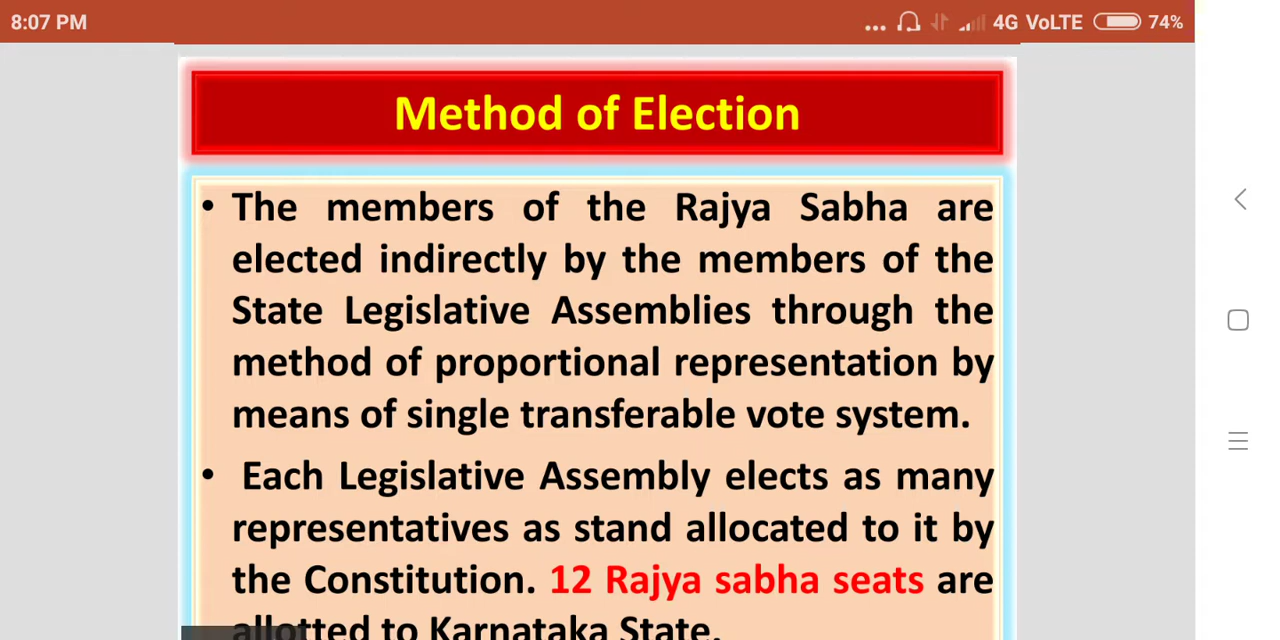 8:07 PM
... 4G VoLTE 74%
Method of Election
• The members of the Rajya Sabha are
elected indirectly by the members of the
State Legislative Assemblies through the
method of proportional representation by
means of single transferable vote system.
• Each Legislative Assembly elects as many
representatives as stand allocated to it by
the Constitution. 12 Rajya sabha seats are
allotted to Karnataka State.